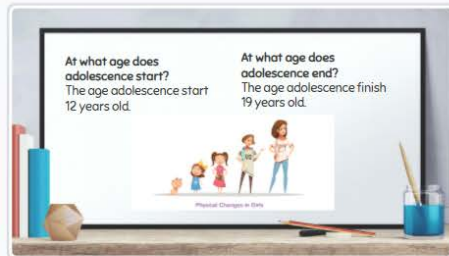 At what age does
adolescence start?
The age adolescence start
12 years old.
At what age does
adolescence end?
The age adolescence finish
19 years old.
Physical Changes in Girls